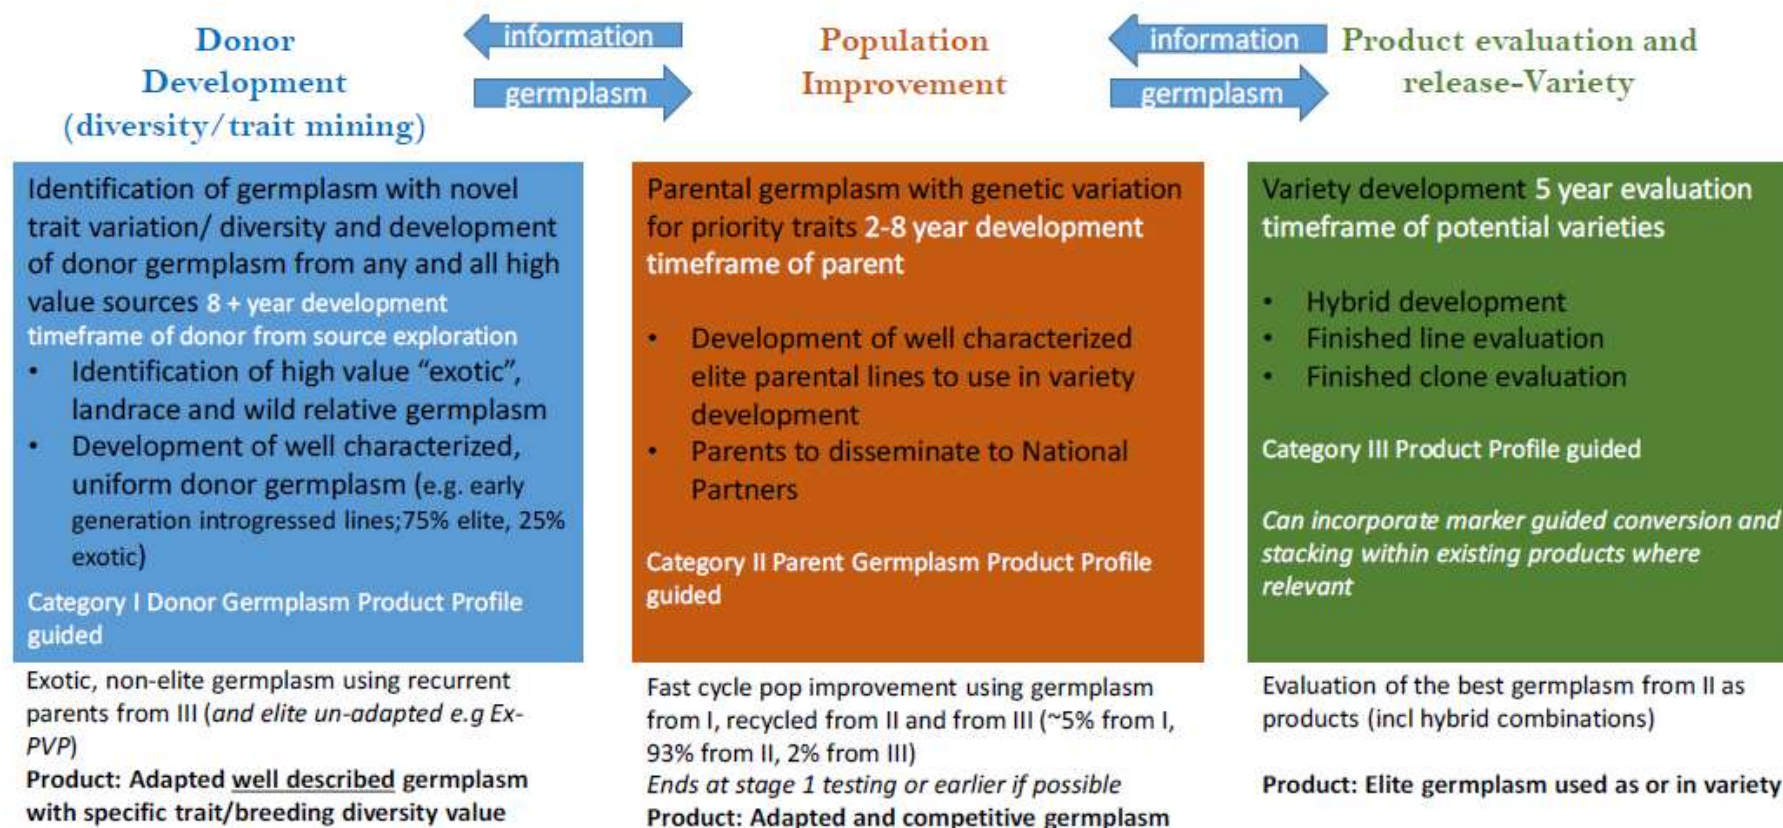 Donor
Development
(diversity/trait mining)
information
germplasm
Population
Improvement
information
germplasm
Product evaluation and
release-Variety
Identification of germplasm with novel
trait variation/ diversity and development
of donor germplasm from any and all high
value sources 8 + year development
timeframe of donor from source exploration
• Identification of high value “exotic”,
landrace and wild relative germplasm
• Development of well characterized,
uniform donor germplasm (e.g. early
generation introgressed lines;75% elite, 25%
exotic)
Category I Donor Germplasm Product Profile
guided
Exotic, non-elite germplasm using recurrent
parents from III (and elite un-adapted e.g Ex-
PVP)
Product: Adapted well described germplasm
with specific trait/breeding diversity value
Parental germplasm with genetic variation
for priority traits 2-8 year development
timeframe of parent
• Development of well characterized
elite parental lines to use in variety
development
• Parents to disseminate to National
Partners
Category II Parent Germplasm Product Profile
guided
Fast cycle pop improvement using germplasm
from I, recycled from II and from III (~5% from I,
93% from II, 2% from III)
Ends at stage 1 testing or earlier if possible
Product: Adapted and competitive germplasm
Variety development 5 year evaluation
timeframe of potential varieties
• Hybrid development
• Finished line evaluation
• Finished clone evaluation
Category III Product Profile guided
Can incorporate marker guided conversion and
stacking within existing products where
relevant
Evaluation of the best germplasm from II as
products (incl hybrid combinations)
Product: Elite germplasm used as or in variety